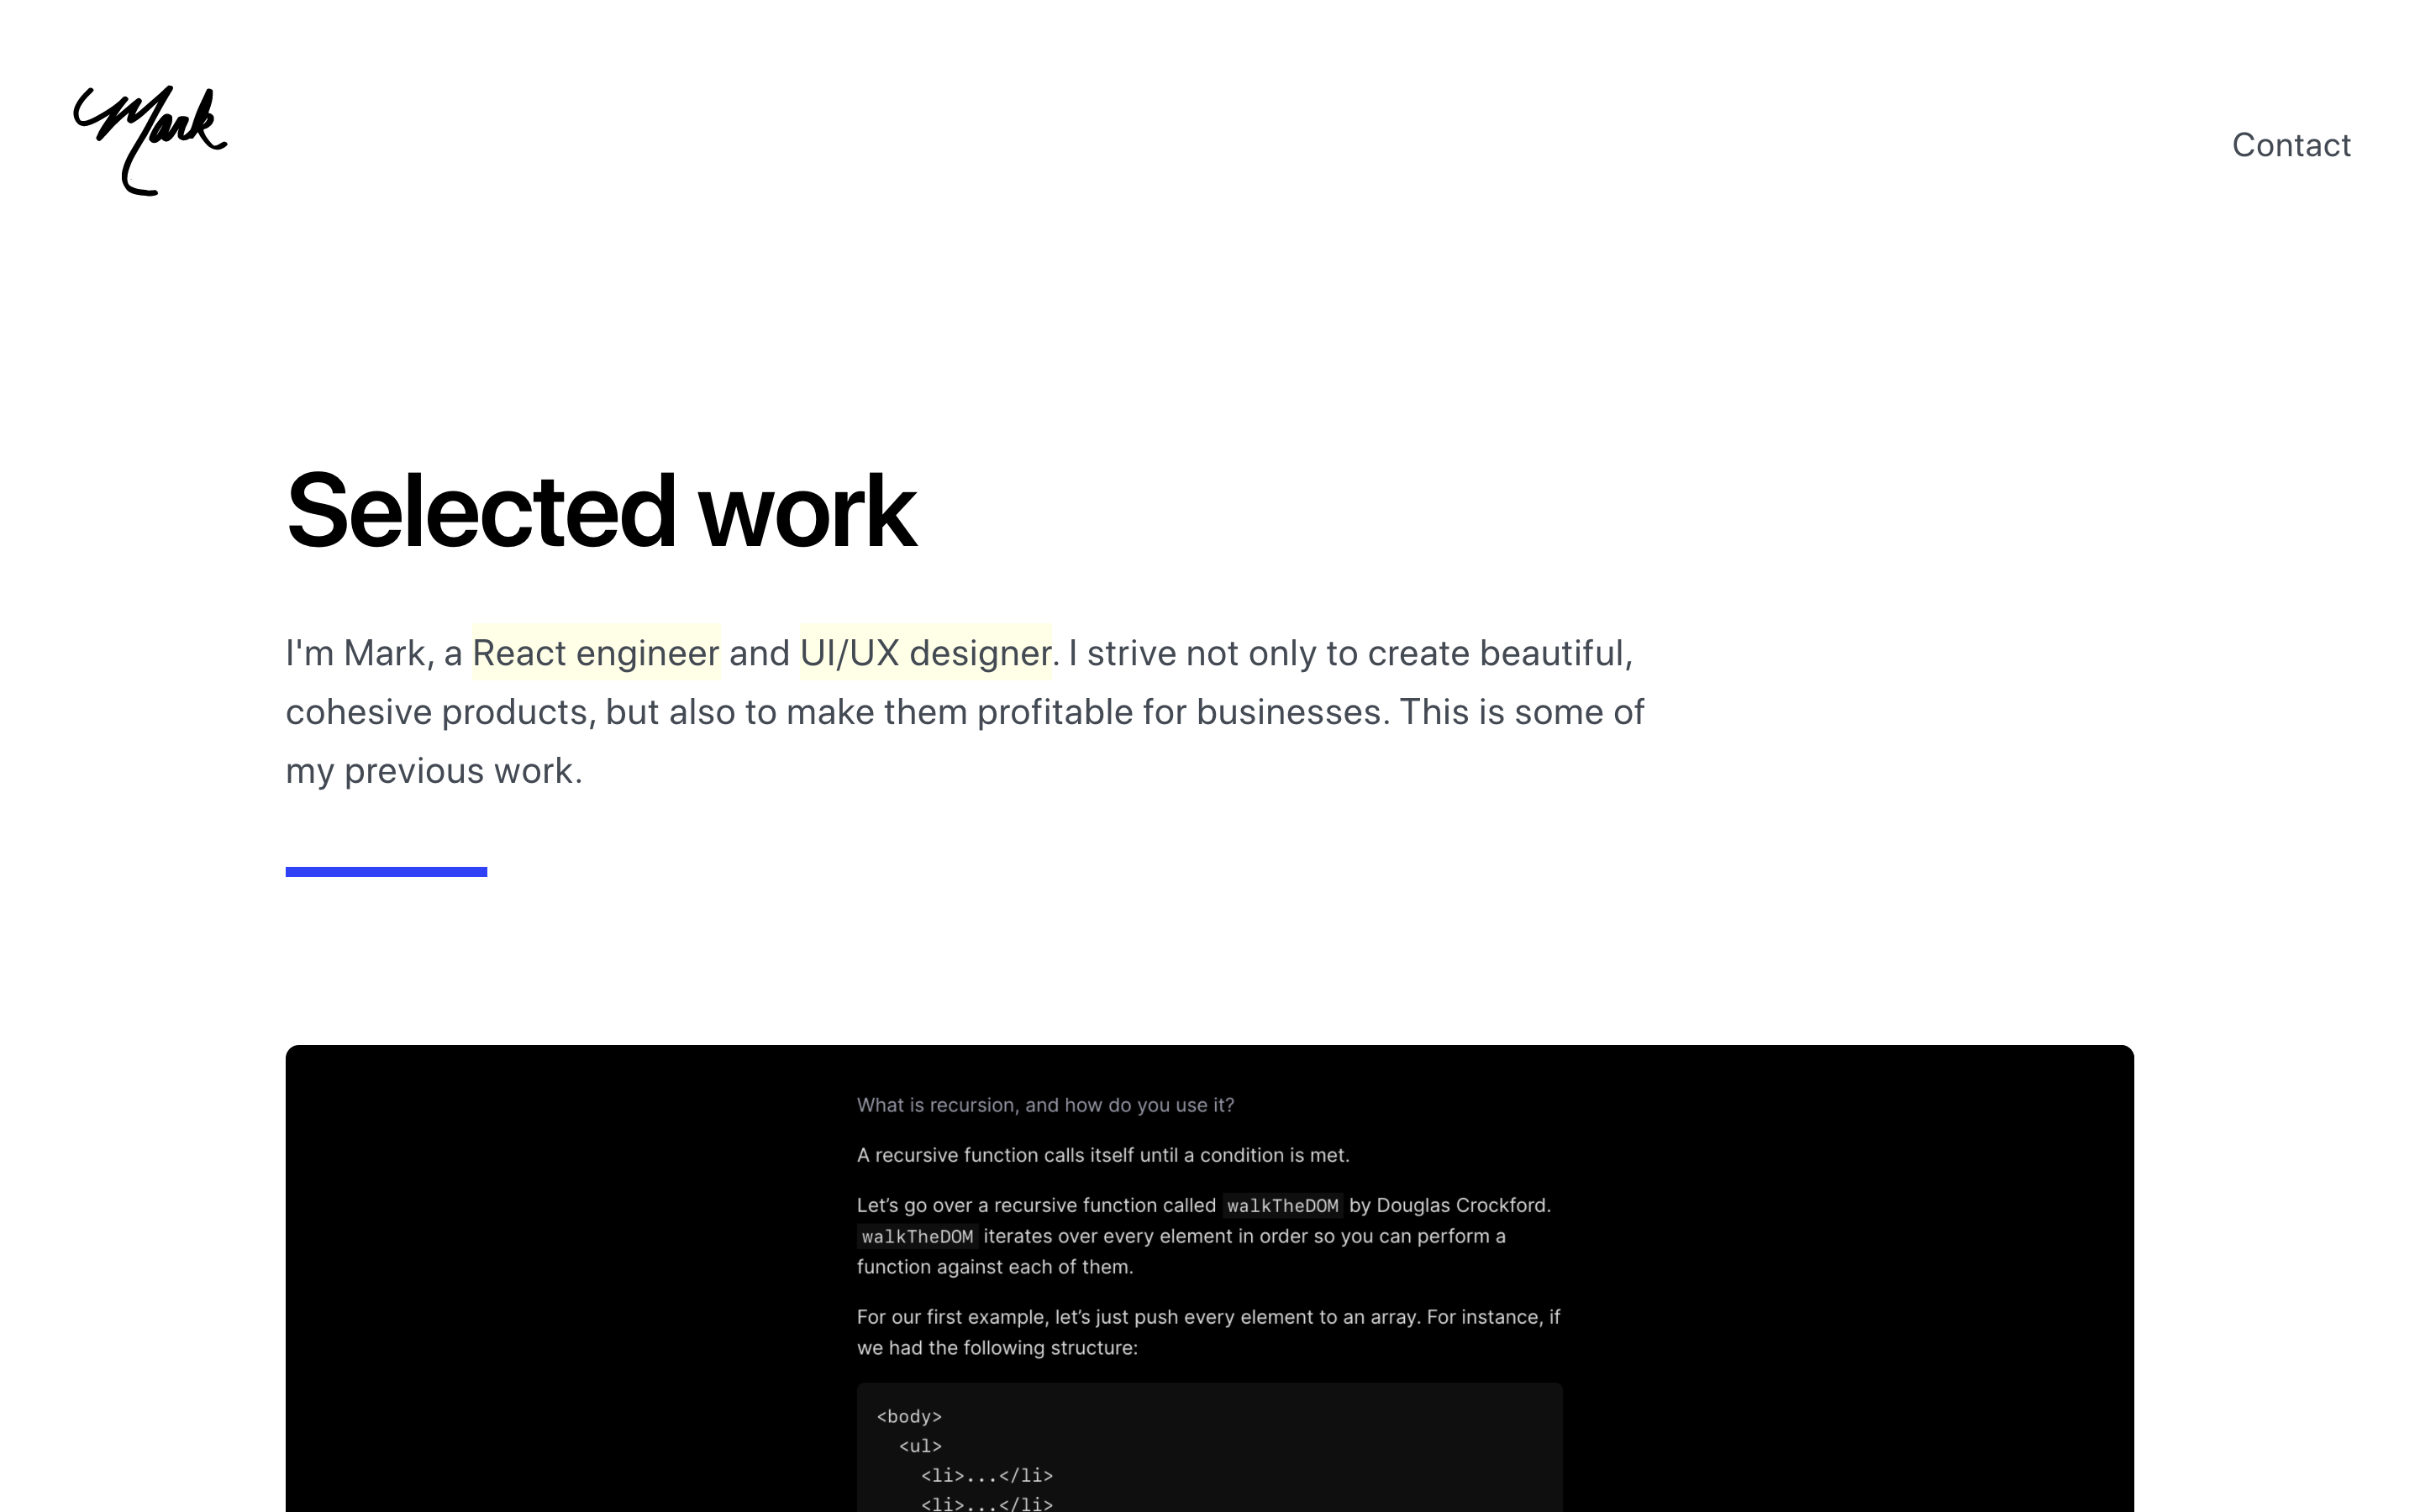 Mark
Contact
Selected work
I'm Mark, a React engineer and UI/UX designer. I strive not only to create beautiful,
cohesive products, but also to make them profitable for businesses. This is some of
my previous work.
What is recursion, and how do you use it?
A recursive function calls itself until a condition is met.
Let’s go over a recursive function called walkTheDOM by Douglas Crockford.
walkTheDOM iterates over every element in order so you can perform a
function against each of them.
For our first example, let’s just push every element to an array. For instance, if
we had the following structure:
<body>
  <ul>
    <li>...</li>
    <li>...</li>